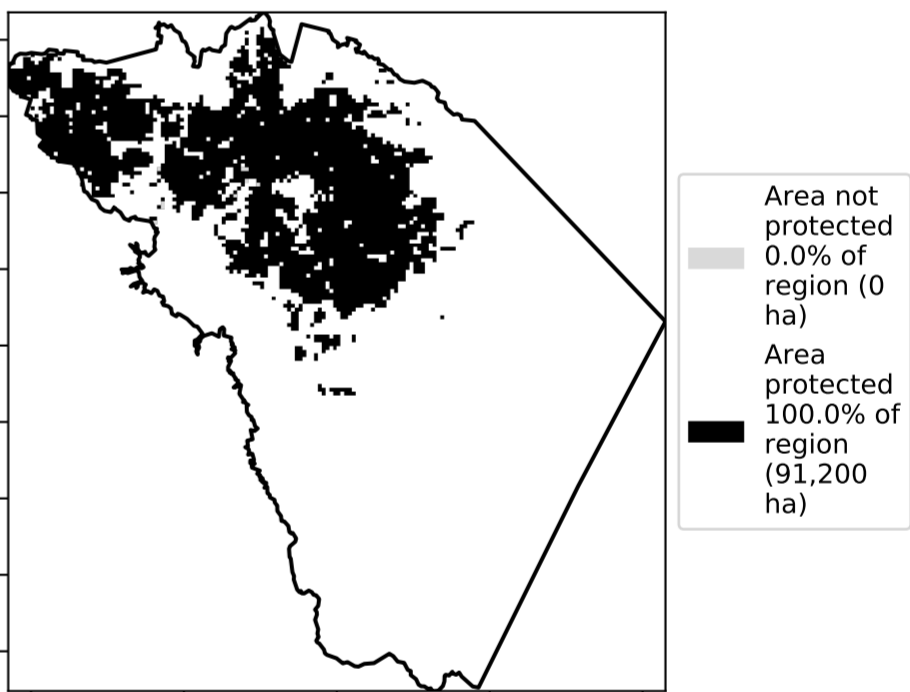 Area not
protected
0.0% of
region (0
ha)
Area
protected
100.0% of
region
(91,200
ha)